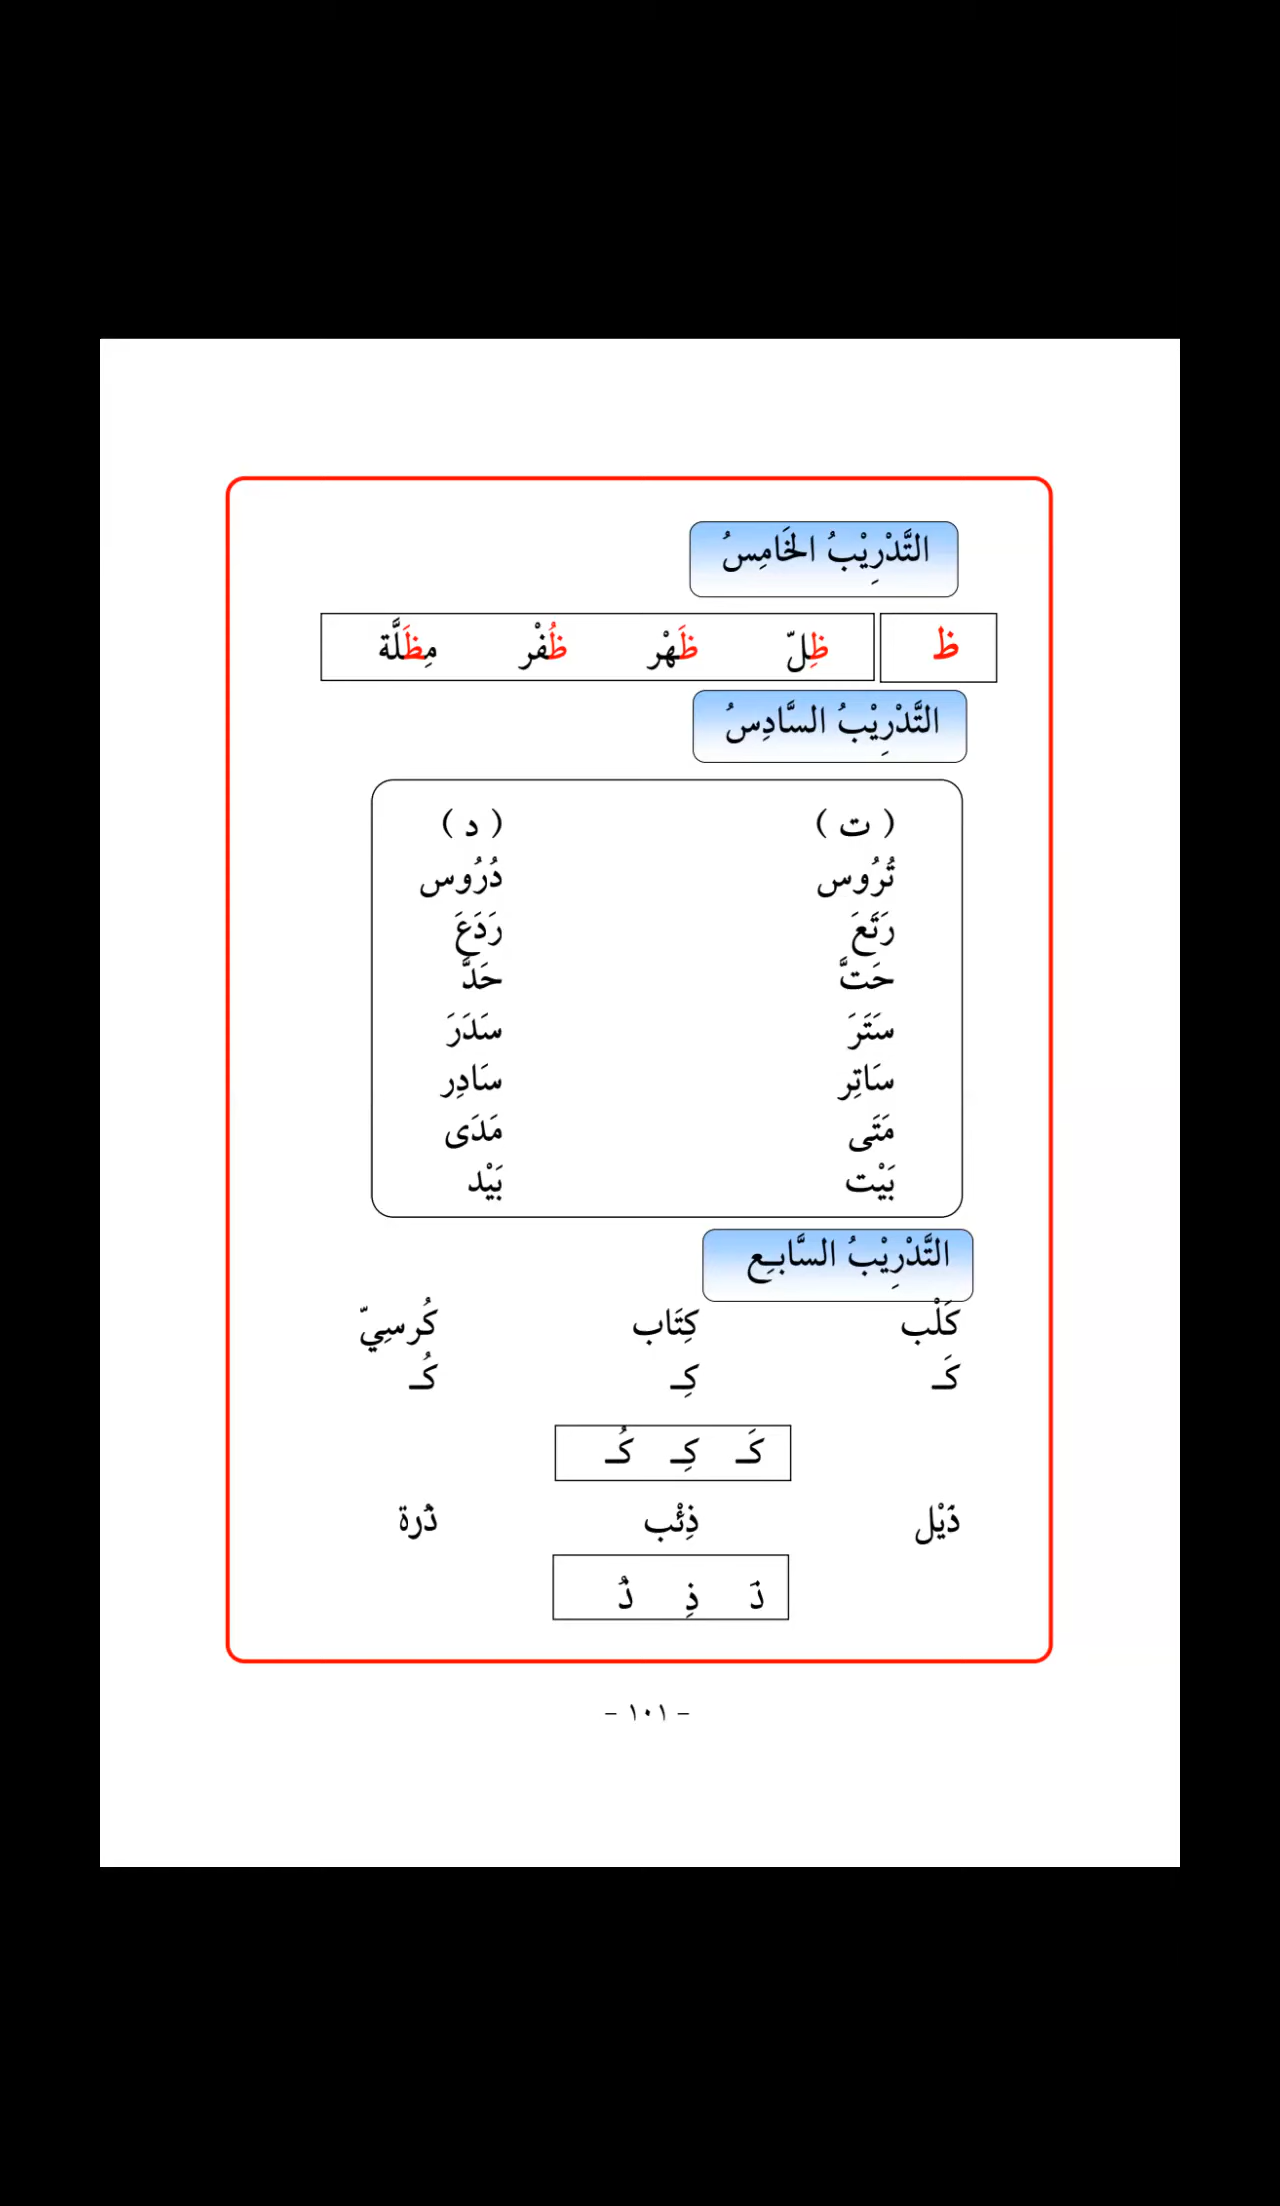 التَّدْرِيْبُ الخَامِسُ
ظ ظِلّ ظَهْر ظُفْر مِظَلَّة
التَّدْرِيْبُ السَّادِسُ
( ت ) ( د )
تُرُوس دُرُوس
رَتَعَ رَدَعَ
حَتَّ حَدَّ
سَتَرَ سَدَرَ
سَاتِر سَادِر
مَتَى مَدَى
بَيْت بَيْد
التَّدْرِيْبُ السَّابِع
كَلْب كِتَاب كُرسِيّ
كَـ كِـ كُـ
كَـ كِـ كُـ
ذَيْل ذِئْب ذُرة
ذَ ذِ ذُ
- ١٠١ -